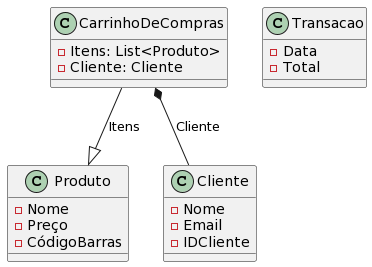 C CarrinhoDeCompras
Itens: List<Produto>
Cliente: Cliente
C Transacao
Data
Total
Itens
Cliente
C Produto
Nome
Preço
CódigoBarras
C Cliente
Nome
Email
IDCliente